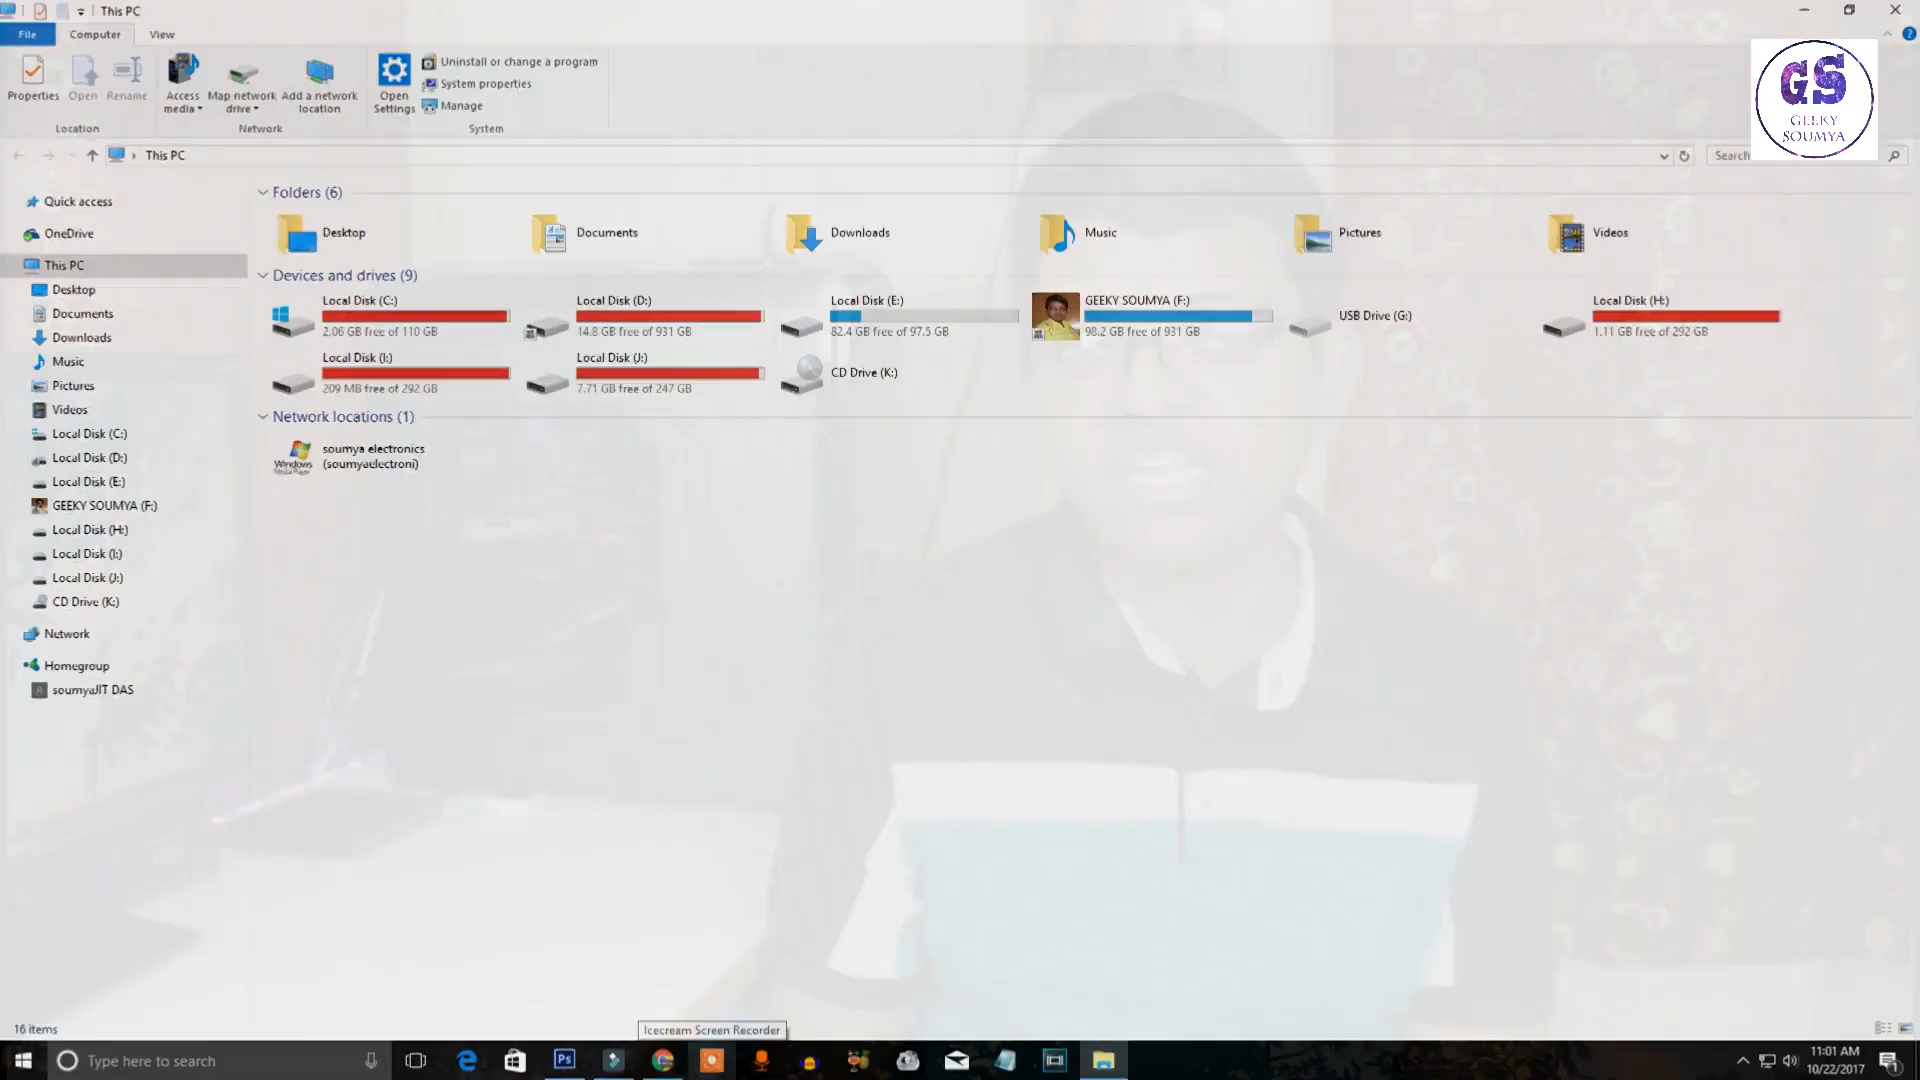 This PC
File
Computer
View
Properties
Open
Rename
Access media
Map network drive
Add a network location
Open Settings
Uninstall or change a program
System properties
Manage
Location
Network
System
GS
GEEKY
SOUMYA
This PC
Search
Quick access
OneDrive
This PC
Desktop
Documents
Downloads
Music
Pictures
Videos
Local Disk (C:)
Local Disk (D:)
Local Disk (E:)
GEEKY SOUMYA (F:)
Local Disk (H:)
Local Disk (I:)
Local Disk (J:)
CD Drive (K:)
Network
Homegroup
soumyaJIT DAS
Folders (6)
Desktop
Documents
Downloads
Music
Pictures
Videos
Devices and drives (9)
Local Disk (C:)
2.06 GB free of 110 GB
Local Disk (D:)
14.8 GB free of 931 GB
Local Disk (E:)
82.4 GB free of 97.5 GB
GEEKY SOUMYA (F:)
98.2 GB free of 931 GB
USB Drive (G:)
Local Disk (H:)
1.11 GB free of 292 GB
Local Disk (I:)
209 MB free of 292 GB
Local Disk (J:)
7.71 GB free of 247 GB
CD Drive (K:)
Network locations (1)
Windows
Media Player
soumya electronics
(soumyaelectroni)
16 items
Icecream Screen Recorder
Type here to search
Ps
11:01 AM
10/22/2017
1